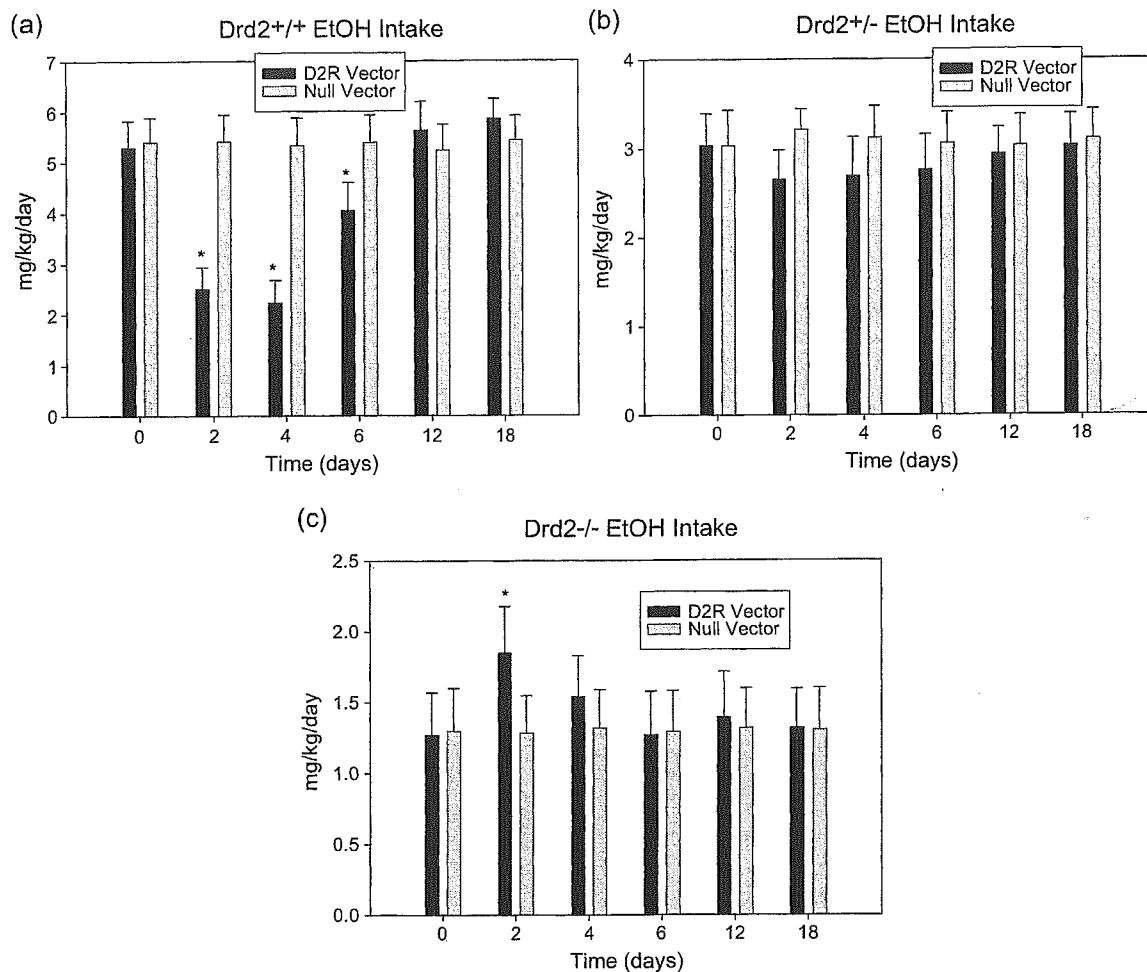 (a)
Drd2+/+ EtOH Intake
D2R Vector
Null Vector
7
6
5
4
3
2
1
0
mg/kg/day
*
*
*
0 2 4 6 12 18
Time (days)
(b)
Drd2+/- EtOH Intake
D2R Vector
Null Vector
4
3
2
1
0
mg/kg/day
0 2 4 6 12 18
Time (days)
(c)
Drd2-/- EtOH Intake
D2R Vector
Null Vector
2.5
2.0
1.5
1.0
0.5
0.0
mg/kg/day
*
0 2 4 6 12 18
Time (days)